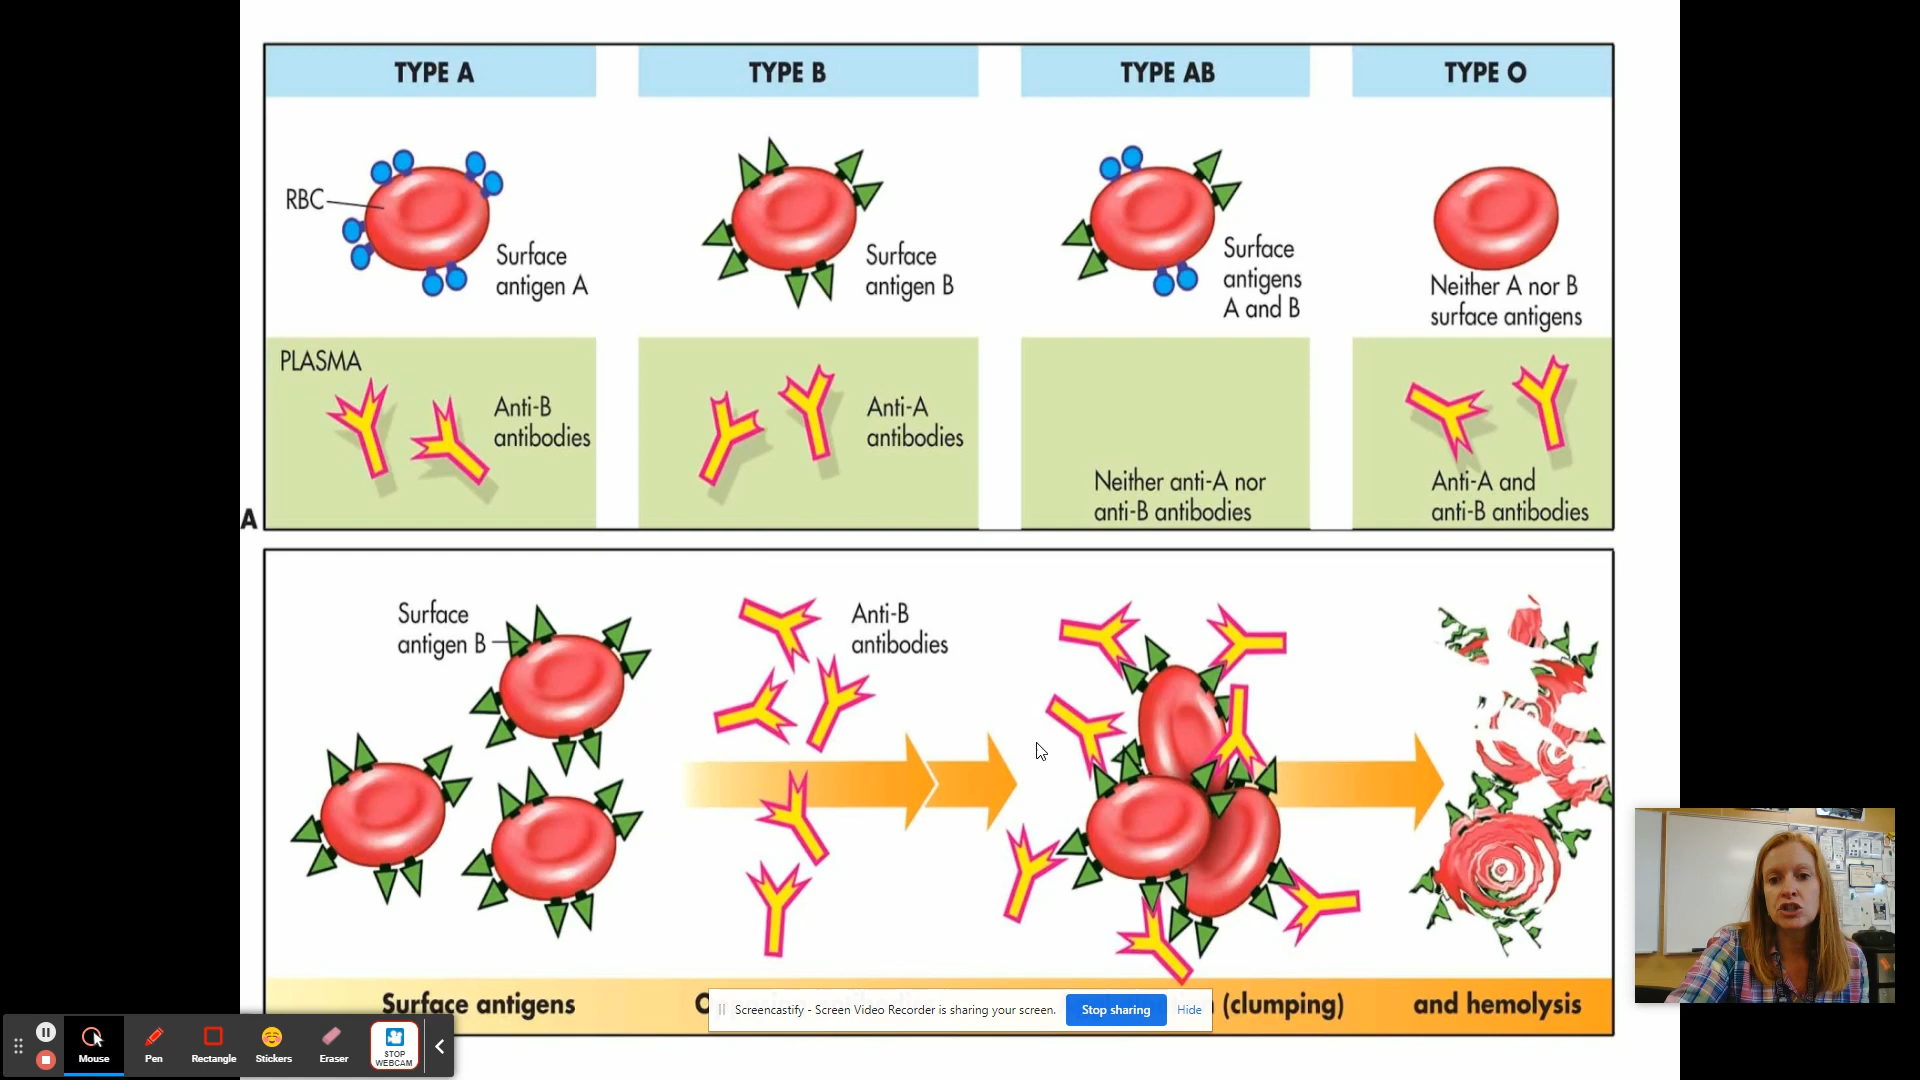 TYPE A
TYPE B
TYPE AB
TYPE O
RBC
Surface
antigen A
Surface
antigen B
Surface
antigens
A and B
Neither A nor B
surface antigens
PLASMA
Anti-B
antibodies
Anti-A
antibodies
Neither anti-A nor
anti-B antibodies
Anti-A and
anti-B antibodies
A
Surface
antigen B
Anti-B
antibodies
Surface antigens
(clumping)
and hemolysis
Screencastify - Screen Video Recorder is sharing your screen.
Stop sharing
Hide
Mouse
Pen
Rectangle
Stickers
Eraser
STOP
WEBCAM